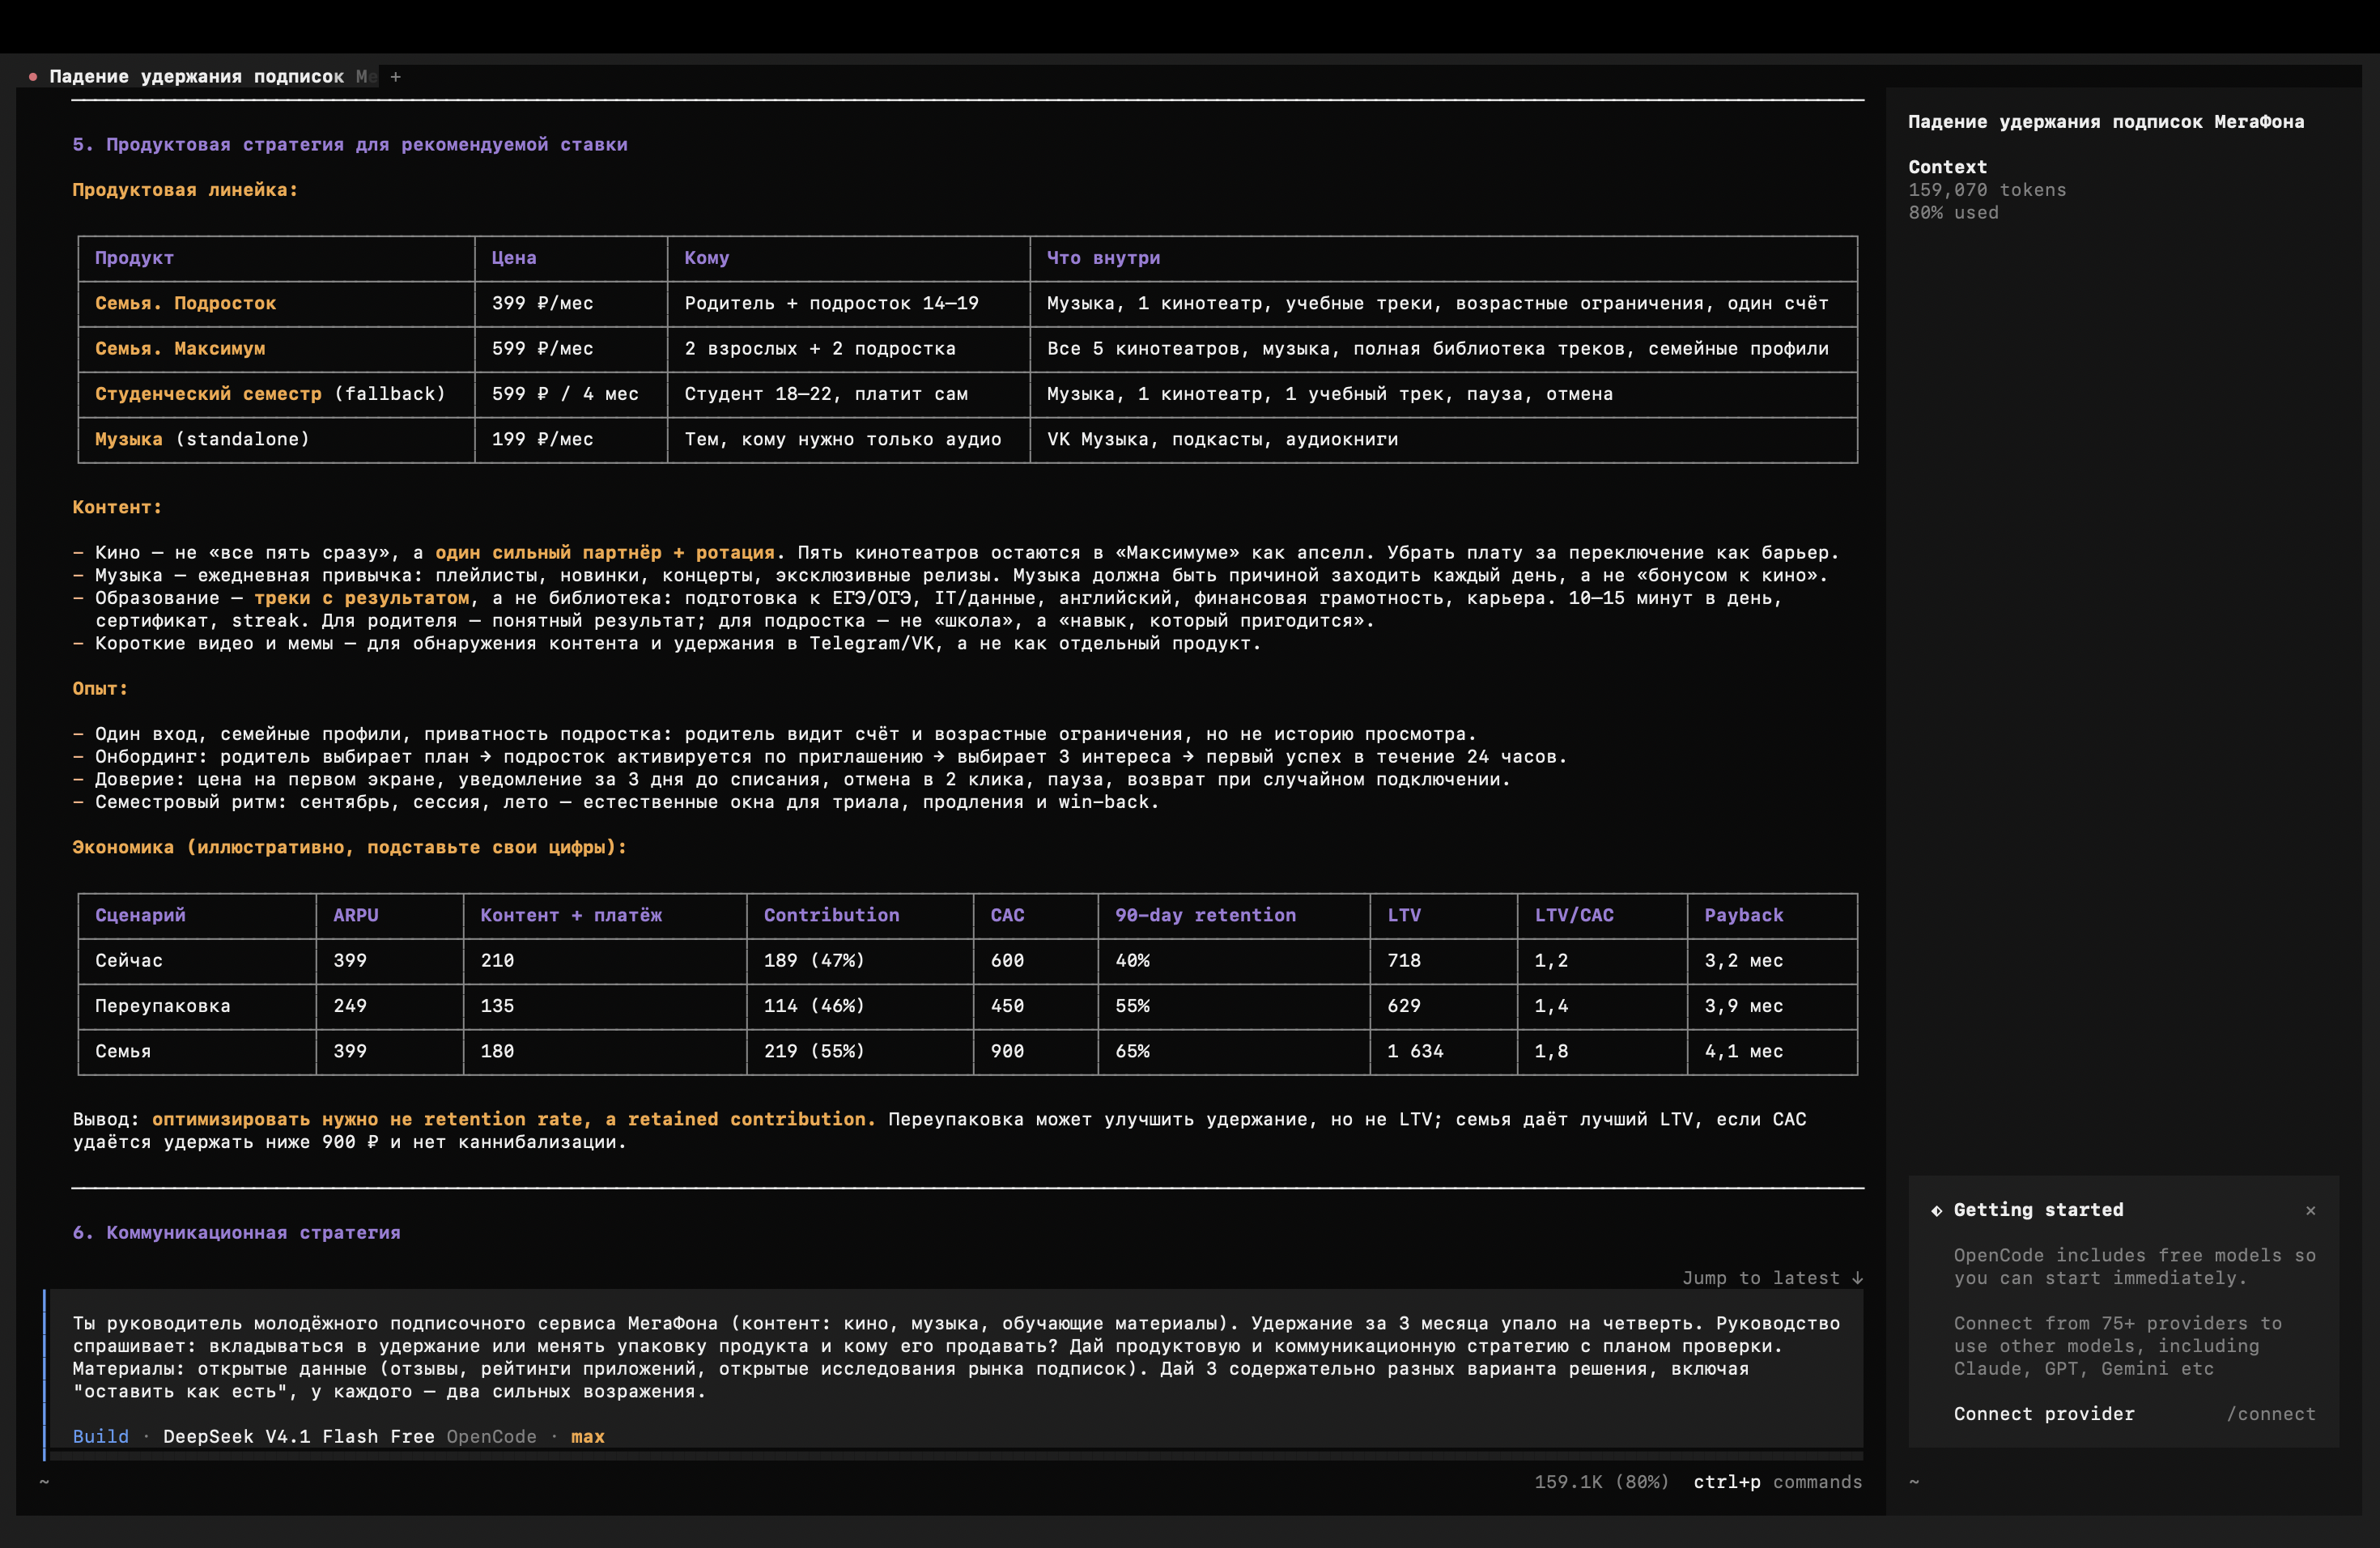 Падение удержания подписок Ме +
5. Продуктовая стратегия для рекомендуемой ставки
Продуктовая линейка:
Продукт Цена Кому Что внутри
Семья. Подросток 399 ₽/мес Родитель + подросток 14–19 Музыка, 1 кинотеатр, учебные треки, возрастные ограничения, один счёт
Семья. Максимум 599 ₽/мес 2 взрослых + 2 подростка Все 5 кинотеатров, музыка, полная библиотека треков, семейные профили
Студенческий семестр (fallback) 599 ₽ / 4 мес Студент 18–22, платит сам Музыка, 1 кинотеатр, 1 учебный трек, пауза, отмена
Музыка (standalone) 199 ₽/мес Тем, кому нужно только аудио VK Музыка, подкасты, аудиокниги
Контент:
– Кино — не «все пять сразу», а один сильный партнёр + ротация. Пять кинотеатров остаются в «Максимуме» как апселл. Убрать плату за переключение как барьер.
– Музыка — ежедневная привычка: плейлисты, новинки, концерты, эксклюзивные релизы. Музыка должна быть причиной заходить каждый день, а не «бонусом к кино».
– Образование — треки с результатом, а не библиотека: подготовка к ЕГЭ/ОГЭ, IT/данные, английский, финансовая грамотность, карьера. 10–15 минут в день,
сертификат, streak. Для родителя — понятный результат; для подростка — не «школа», а «навык, который пригодится».
– Короткие видео и мемы — для обнаружения контента и удержания в Telegram/VK, а не как отдельный продукт.
Опыт:
– Один вход, семейные профили, приватность подростка: родитель видит счёт и возрастные ограничения, но не историю просмотра.
– Онбординг: родитель выбирает план → подросток активируется по приглашению → выбирает 3 интереса → первый успех в течение 24 часов.
– Доверие: цена на первом экране, уведомление за 3 дня до списания, отмена в 2 клика, пауза, возврат при случайном подключении.
– Семестровый ритм: сентябрь, сессия, лето — естественные окна для триала, продления и win-back.
Экономика (иллюстративно, подставьте свои цифры):
Сценарий ARPU Контент + платёж Contribution CAC 90-day retention LTV LTV/CAC Payback
Сейчас 399 210 189 (47%) 600 40% 718 1,2 3,2 мес
Переупаковка 249 135 114 (46%) 450 55% 629 1,4 3,9 мес
Семья 399 180 219 (55%) 900 65% 1 634 1,8 4,1 мес
Вывод: оптимизировать нужно не retention rate, а retained contribution. Переупаковка может улучшить удержание, но не LTV; семья даёт лучший LTV, если CAC
удаётся удержать ниже 900 ₽ и нет каннибализации.
6. Коммуникационная стратегия
Jump to latest ↓
Ты руководитель молодёжного подписочного сервиса МегаФона (контент: кино, музыка, обучающие материалы). Удержание за 3 месяца упало на четверть. Руководство
спрашивает: вкладываться в удержание или менять упаковку продукта и кому его продавать? Дай продуктовую и коммуникационную стратегию с планом проверки.
Материалы: открытые данные (отзывы, рейтинги приложений, открытые исследования рынка подписок). Дай 3 содержательно разных варианта решения, включая
"оставить как есть", у каждого — два сильных возражения.
Build · DeepSeek V4.1 Flash Free OpenCode · max
~ 159.1K (80%) ctrl+p commands
Падение удержания подписок МегаФона
Context
159,070 tokens
80% used
Getting started ×
OpenCode includes free models so
you can start immediately.
Connect from 75+ providers to
use other models, including
Claude, GPT, Gemini etc
Connect provider /connect
~